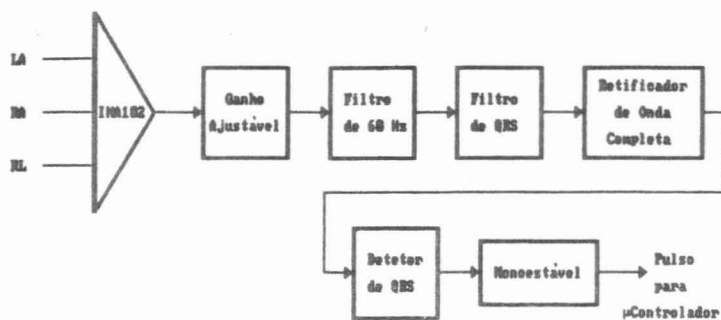 LA
RA
RL
INA102
Ganho
Ajustável
Filtro
de 60 Hz
Filtro
de QRS
Retificador
de Onda
Completa
Detetor
de QRS
Monoestável
Pulso
para
µControlador